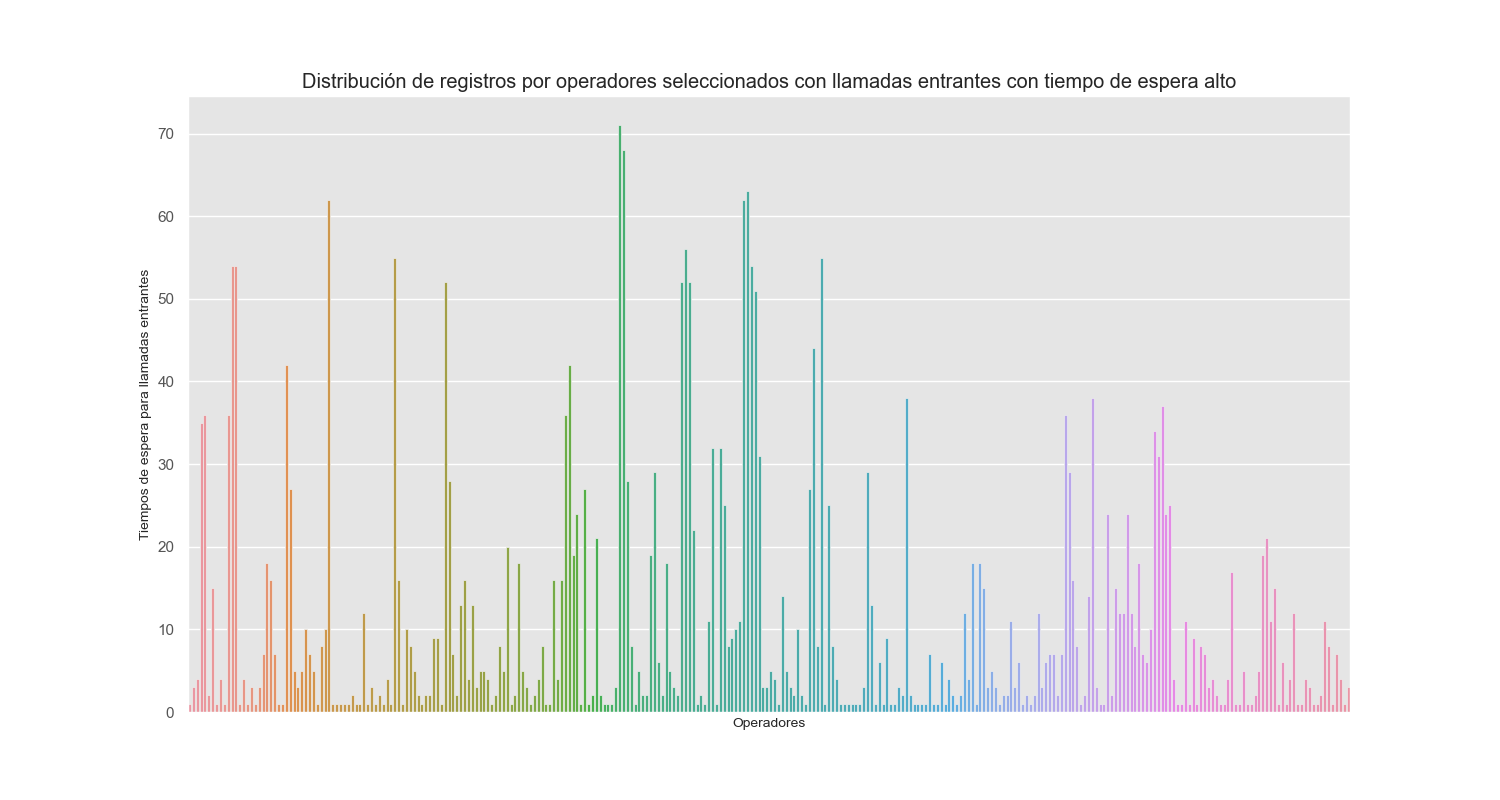 Distribución de registros por operadores seleccionados con llamadas entrantes con tiempo de espera alto
Tiempos de espera para llamadas entrantes
70
60
50
40
30
20
10
0
Operadores